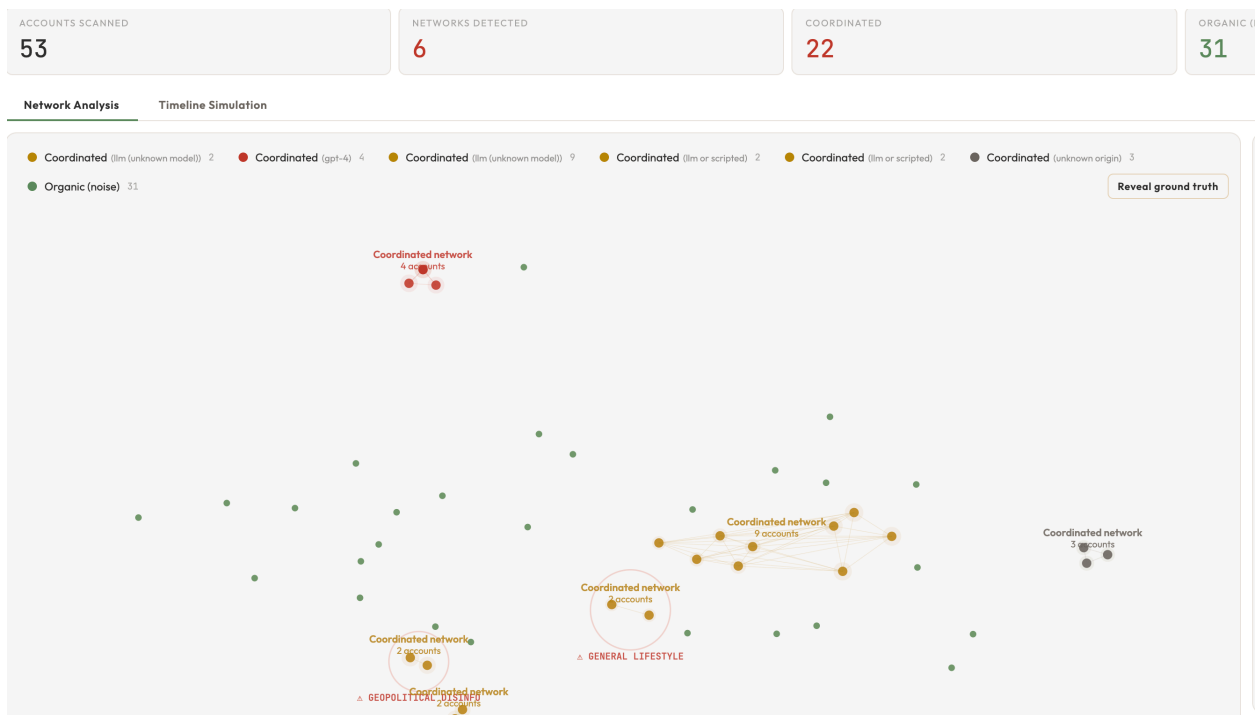 ACCOUNTS SCANNED
53
NETWORKS DETECTED
6
COORDINATED
22
ORGANIC (
31
Network Analysis
Timeline Simulation
Coordinated (llm (unknown model)) 2
Coordinated (gpt-4) 4
Coordinated (llm (unknown model)) 9
Coordinated (llm or scripted) 2
Coordinated (llm or scripted) 2
Coordinated (unknown origin) 3
Organic (noise) 31
Reveal ground truth
Coordinated network
4 accounts
Coordinated network
9 accounts
Coordinated network
3 accounts
Coordinated network
2 accounts
⚠ GENERAL LIFESTYLE
Coordinated network
2 accounts
Coordinated network
⚠ GEOPOLITICAL DISINFO
2 accounts